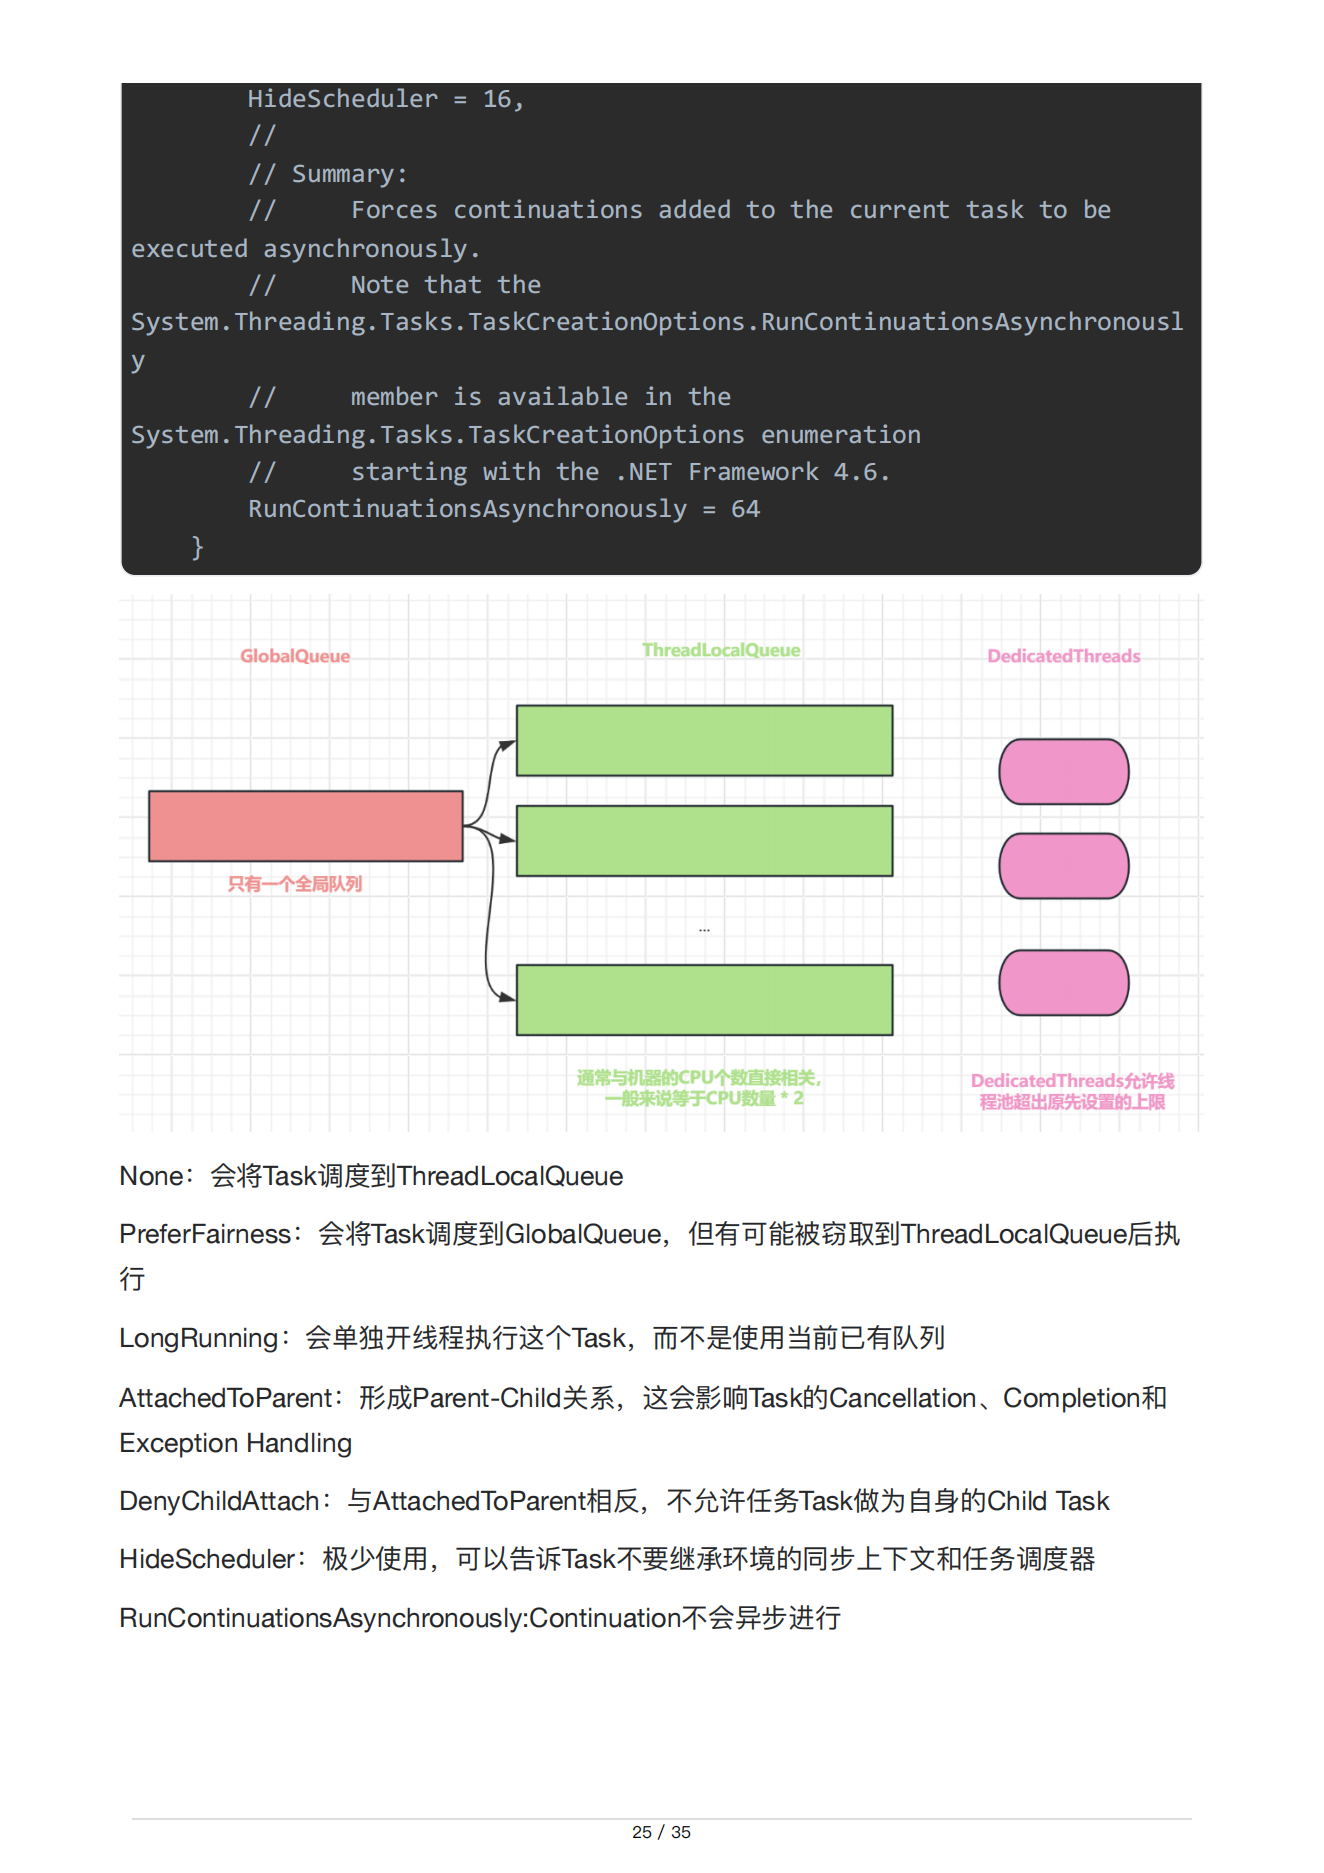 HideScheduler = 16,
//
// Summary:
//     Forces continuations added to the current task to be
executed asynchronously.
//     Note that the
System.Threading.Tasks.TaskCreationOptions.RunContinuationsAsynchronousl
y
//     member is available in the
System.Threading.Tasks.TaskCreationOptions enumeration
//     starting with the .NET Framework 4.6.
RunContinuationsAsynchronously = 64
}
GlobalQueue
ThreadLocalQueue
DedicatedThreads
只有一个全局队列
...
通常与机器的CPU个数直接相关，
一般来说等于CPU数量 * 2
DedicatedThreads允许线
程池超出原先设置的上限
None：会将Task调度到ThreadLocalQueue
PreferFairness：会将Task调度到GlobalQueue，但有可能被窃取到ThreadLocalQueue后执
行
LongRunning：会单独开线程执行这个Task，而不是使用当前已有队列
AttachedToParent：形成Parent-Child关系，这会影响Task的Cancellation、Completion和
Exception Handling
DenyChildAttach：与AttachedToParent相反，不允许任务Task做为自身的Child Task
HideScheduler：极少使用，可以告诉Task不要继承环境的同步上下文和任务调度器
RunContinuationsAsynchronously:Continuation不会异步进行
25 / 35